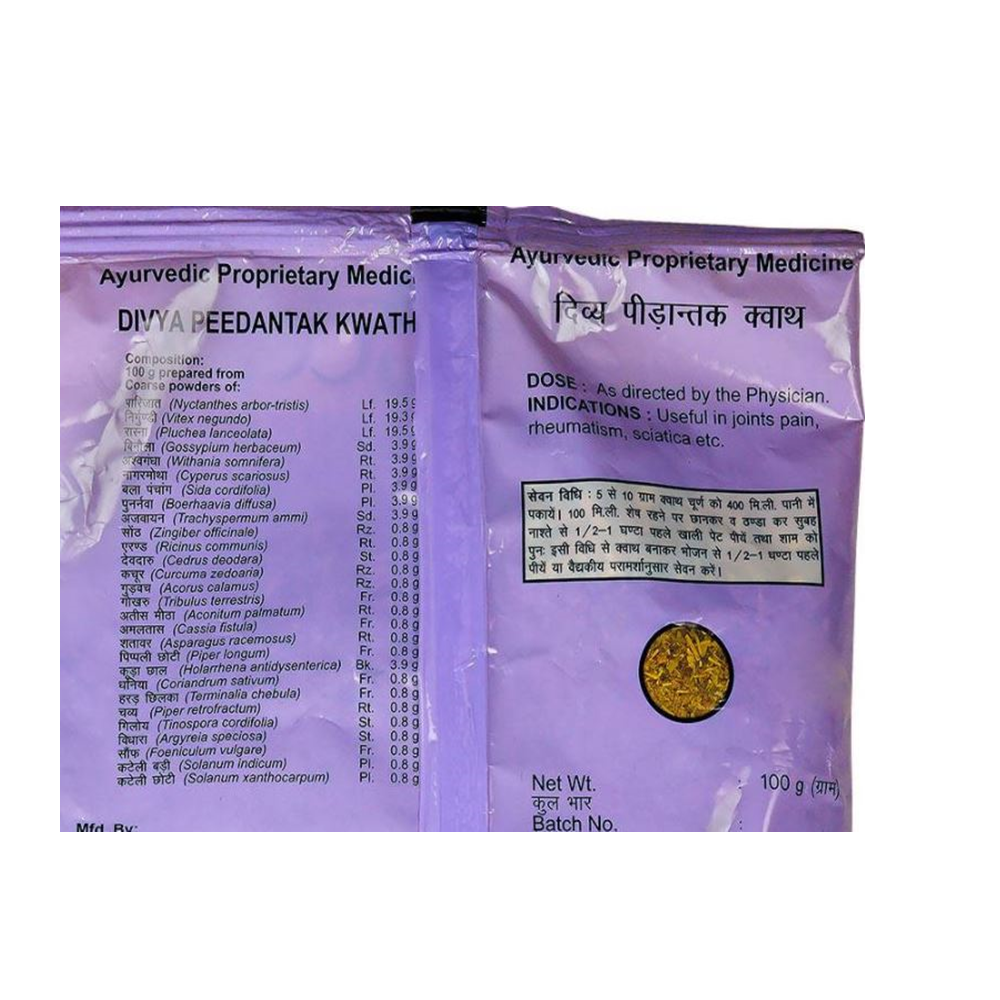 Ayurvedic Proprietary Medic
DIVYA PEEDANTAK KWATH
Composition:
100 g prepared from
Coarse powders of:
पारिजात (Nyctanthes arbor-tristis) Lf. 19.5 g
निर्गुण्डी (Vitex negundo) Lf. 19.3 g
रास्ना (Pluchea lanceolata) Lf. 19.5 g
बिनौला (Gossypium herbaceum) Sd. 3.9 g
अश्वगंधा (Withania somnifera) Rt. 3.9 g
नागरमोथा (Cyperus scariosus) Rt. 3.9 g
बला पंचांग (Sida cordifolia) Pl. 3.9 g
पुनर्नवा (Boerhaavia diffusa) Pl. 3.9 g
अजवायन (Trachyspermum ammi) Sd. 3.9 g
सोंठ (Zingiber officinale) Rz. 0.8 g
एरण्ड (Ricinus communis) Rt. 0.8 g
देवदारु (Cedrus deodara) St. 0.8 g
कचूर (Curcuma zedoaria) Rz. 0.8 g
गुड़वच (Acorus calamus) Rz. 0.8 g
गोखरु (Tribulus terrestris) Fr. 0.8 g
अतीस मीठा (Aconitum palmatum) Rt. 0.8 g
अमलतास (Cassia fistula) Fr. 0.8 g
शतावर (Asparagus racemosus) Rt. 0.8 g
पिप्पली छोटी (Piper longum) Fr. 0.8 g
कूड़ा छाल (Holarrhena antidysenterica) Bk. 3.9 g
धनिया (Coriandrum sativum) Fr. 0.8 g
हरड़ छिलका (Terminalia chebula) Fr. 0.8 g
चव्य (Piper retrofractum) Rt. 0.8 g
गिलोय (Tinospora cordifolia) St. 0.8 g
विधारा (Argyreia speciosa) St. 0.8 g
सौंफ (Foeniculum vulgare) Fr. 0.8 g
कटेली बड़ी (Solanum indicum) Pl. 0.8 g
कटेली छोटी (Solanum xanthocarpum) Pl. 0.8 g
Mfd. By:
Ayurvedic Proprietary Medicine
दिव्य पीड़ान्तक क्वाथ
DOSE : As directed by the Physician.
INDICATIONS : Useful in joints pain,
rheumatism, sciatica etc.
सेवन विधि : 5 से 10 ग्राम क्वाथ चूर्ण को 400 मि.ली. पानी में
पकायें। 100 मि.ली. शेष रहने पर छानकर व ठण्डा कर सुबह
नाश्ते से 1/2–1 घण्टा पहले खाली पेट पीयें तथा शाम को
पुनः इसी विधि से क्वाथ बनाकर भोजन से 1/2–1 घण्टा पहले
पीयें या वैद्यकीय परामर्शानुसार सेवन करें।
Net Wt. : 100 g (ग्राम)
कुल भार
Batch No. :